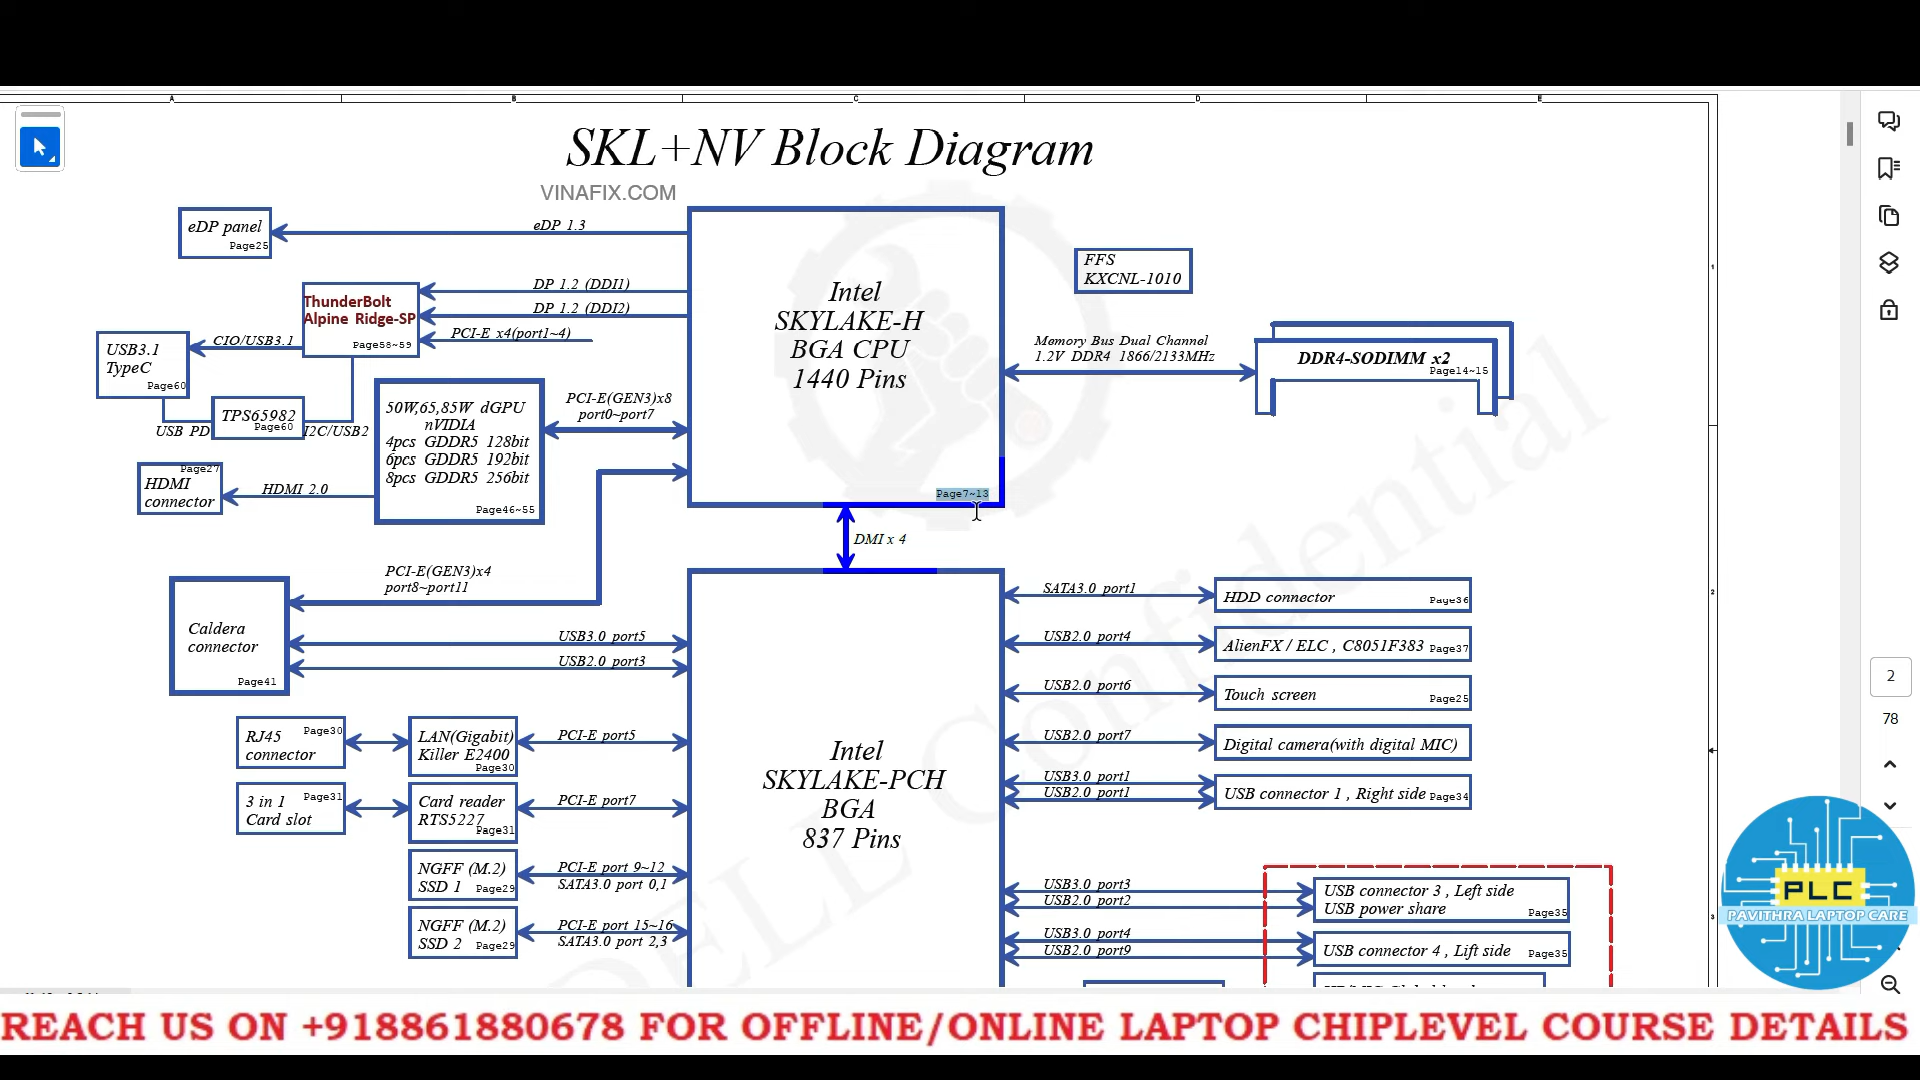 A
B
C
D
E
SKL+NV Block Diagram
VINAFIX.COM
eDP panel
Page25
eDP 1.3
ThunderBolt
Alpine Ridge-SP
Page58~59
DP 1.2 (DDI1)
DP 1.2 (DDI2)
PCI-E x4(port1~4)
CIO/USB3.1
USB3.1
TypeC
Page60
TPS65982
Page60
USB PD
I2C/USB2
50W,65,85W dGPU
nVIDIA
4pcs GDDR5 128bit
6pcs GDDR5 192bit
8pcs GDDR5 256bit
Page46~55
PCI-E(GEN3)x8
port0~port7
Page27
HDMI
connector
HDMI 2.0
Intel
SKYLAKE-H
BGA CPU
1440 Pins
Page7~13
FFS
KXCNL-1010
Memory Bus Dual Channel
1.2V DDR4 1866/2133MHz
DDR4-SODIMM x2
Page14~15
1
DMI x 4
PCI-E(GEN3)x4
port8~port11
Caldera
connector
Page41
USB3.0 port5
USB2.0 port3
RJ45
connector
Page30
LAN(Gigabit)
Killer E2400
Page30
PCI-E port5
3 in 1
Card slot
Page31
Card reader
RTS5227
Page31
PCI-E port7
NGFF (M.2)
SSD 1
Page29
PCI-E port 9~12
SATA3.0 port 0,1
NGFF (M.2)
SSD 2
Page29
PCI-E port 15~16
SATA3.0 port 2,3
Intel
SKYLAKE-PCH
BGA
837 Pins
SATA3.0 port1
HDD connector
Page36
2
USB2.0 port4
AlienFX / ELC , C8051F383
Page37
USB2.0 port6
Touch screen
Page25
USB2.0 port7
Digital camera(with digital MIC)
USB3.0 port1
USB2.0 port1
USB connector 1 , Right side
Page34
USB3.0 port3
USB2.0 port2
USB connector 3 , Left side
USB power share
Page35
3
USB3.0 port4
USB2.0 port9
USB connector 4 , Lift side
Page35
DELL Confidential
2
78
PLC
PAVITHRA LAPTOP CARE
REACH US ON +918861880678 FOR OFFLINE/ONLINE LAPTOP CHIPLEVEL COURSE DETAILS